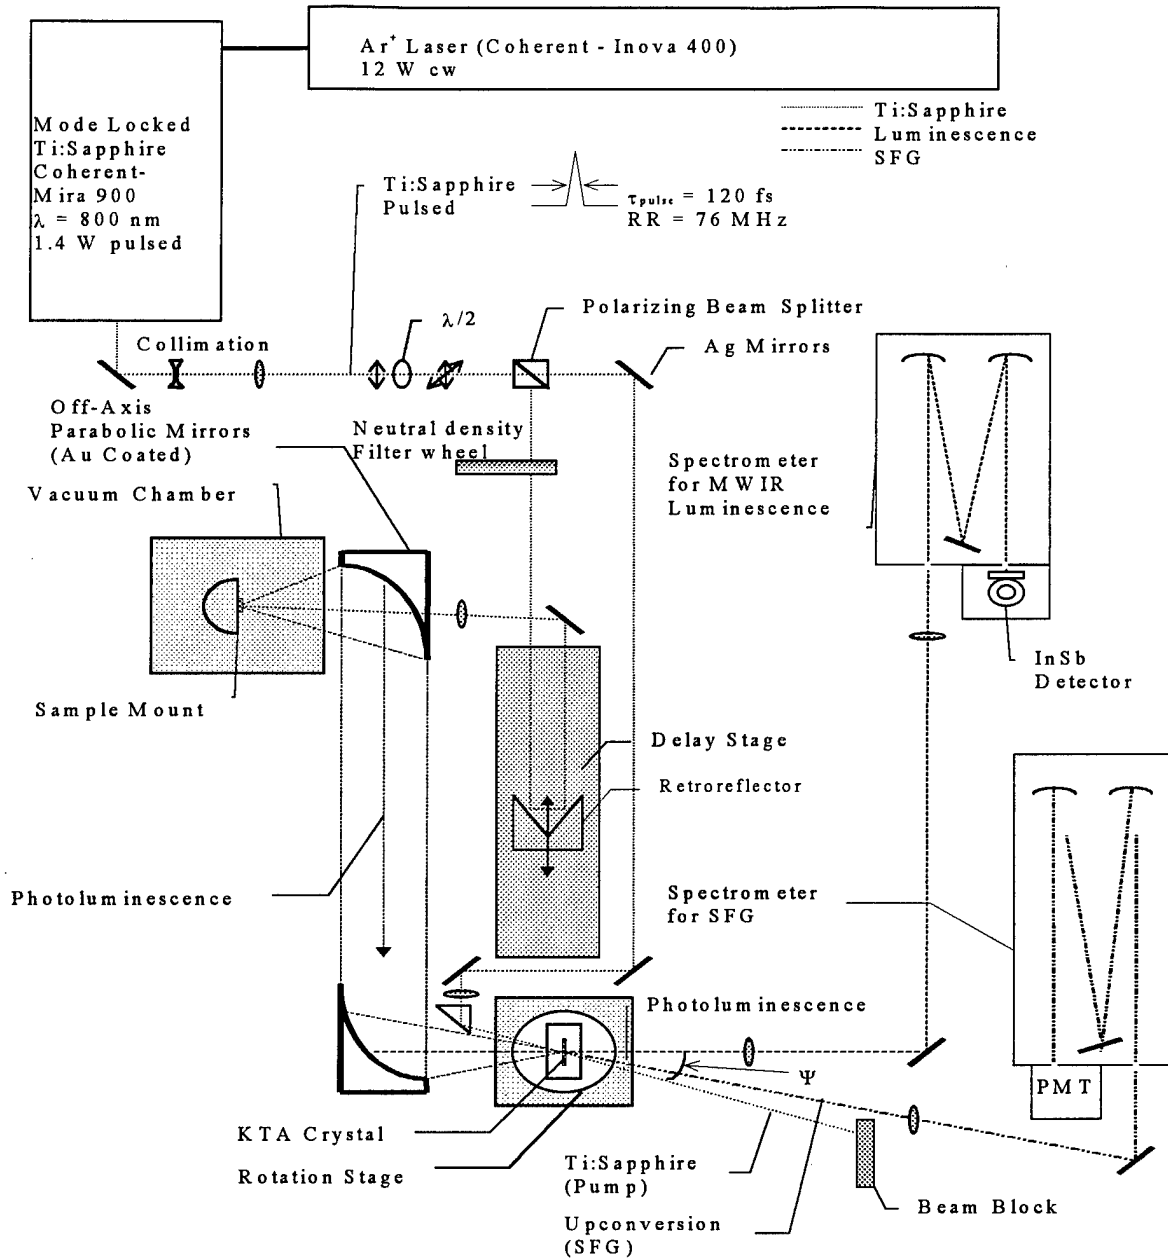 Ar+ Laser (Coherent - Inova 400)
12 W cw
Mode Locked
Ti:Sapphire
Coherent-
Mira 900
λ = 800 nm
1.4 W pulsed
Ti:Sapphire
Luminescence
SFG
Ti:Sapphire
Pulsed
τpulse = 120 fs
RR = 76 MHz
Polarizing Beam Splitter
λ/2
Collimation
Ag Mirrors
Off-Axis
Parabolic Mirrors
(Au Coated)
Neutral density
Filter wheel
Vacuum Chamber
Spectrometer
for MWIR
Luminescence
InSb
Detector
Sample Mount
Delay Stage
Retroreflector
Photoluminescence
Spectrometer
for SFG
Photoluminescence
Ψ
PMT
KTA Crystal
Rotation Stage
Ti:Sapphire
(Pump)
Beam Block
Upconversion
(SFG)